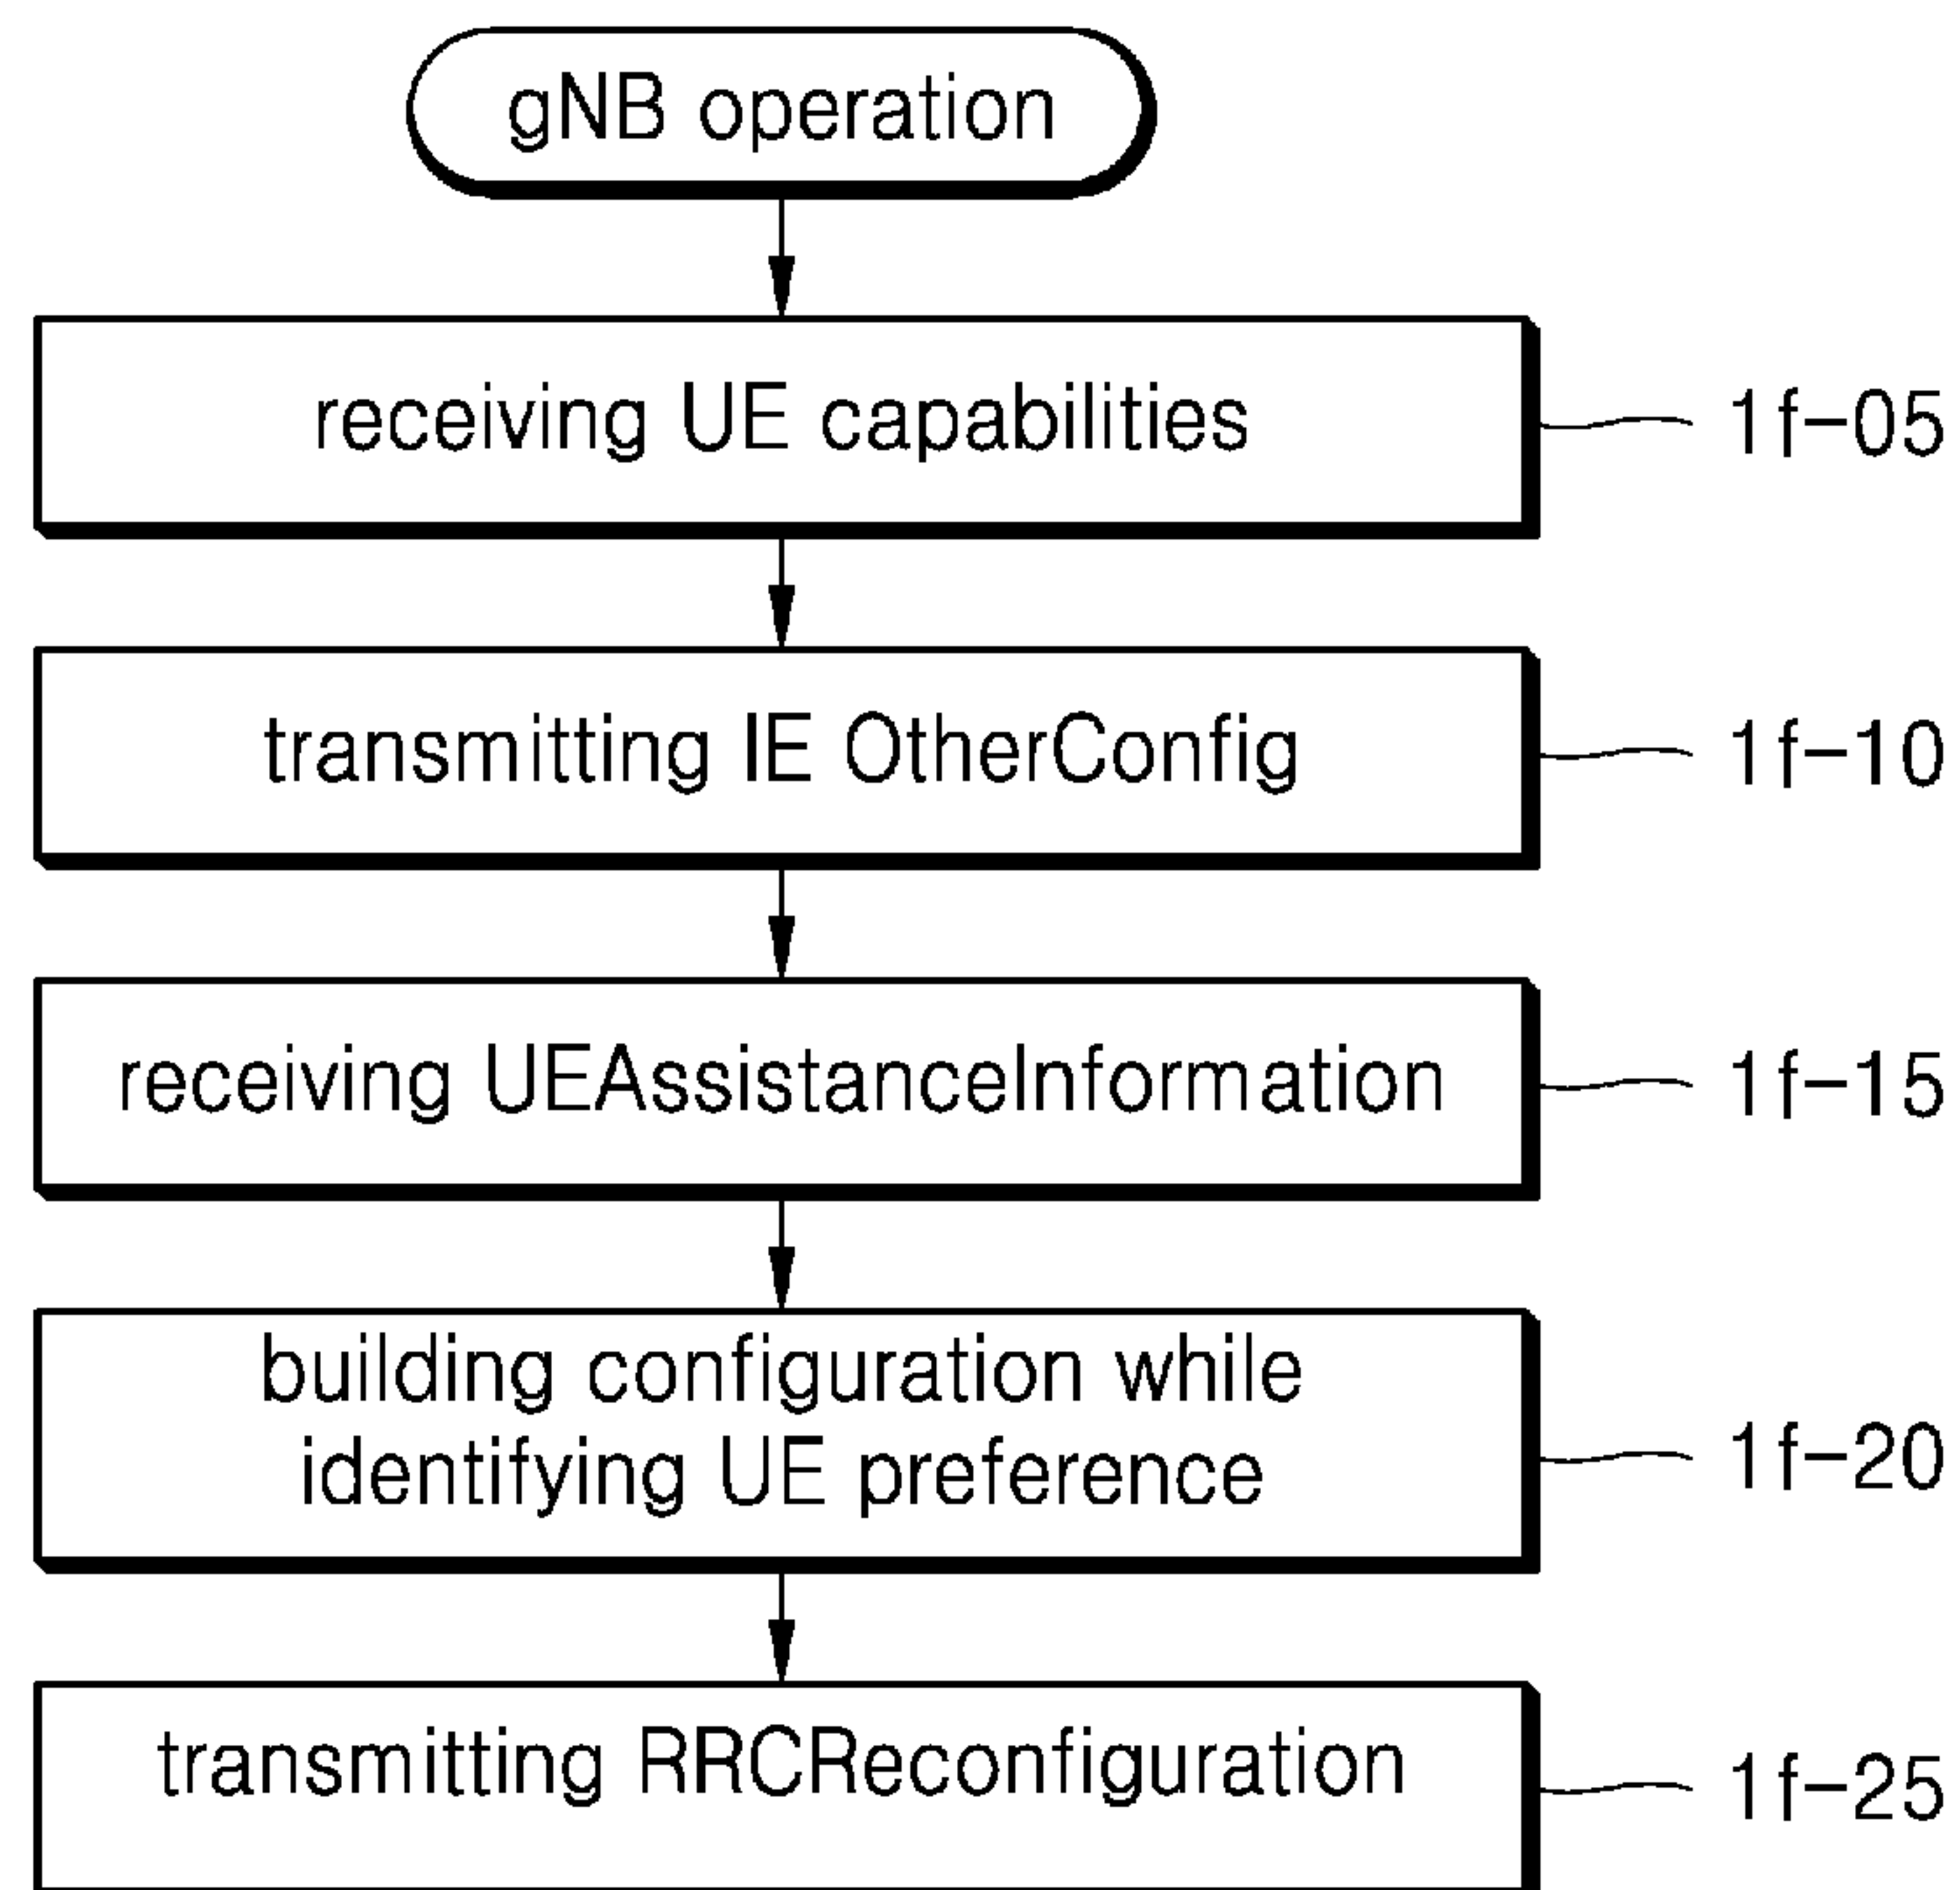 gNB operation
receiving UE capabilities
1f-05
transmitting IE OtherConfig
1f-10
receiving UEAssistanceInformation
1f-15
building configuration while
identifying UE preference
1f-20
transmitting RRCReconfiguration
1f-25